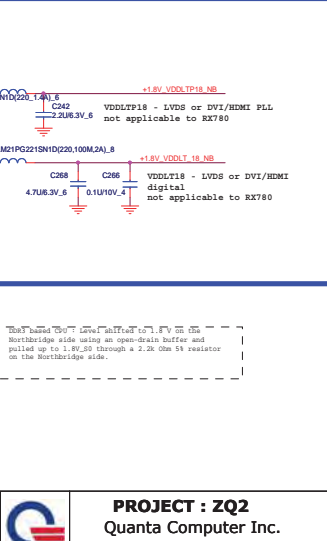 +1.8V_VDDLTP18_NB
N1D(220_1.4A)_6
C242
2.2U/6.3V_6
VDDLTP18 - LVDS or DVI/HDMI PLL
not applicable to RX780
LM21PG221SN1D(220,100M,2A)_8
+1.8V_VDDLT_18_NB
C268
4.7U/6.3V_6
C266
0.1U/10V_4
VDDLT18 - LVDS or DVI/HDMI
digital
not applicable to RX780
DDR3 based CPU : Level shifted to 1.8 V on the
Northbridge side using an open-drain buffer and
pulled up to 1.8V_S0 through a 2.2k Ohm 5% resistor
on the Northbridge side.
PROJECT : ZQ2
Quanta Computer Inc.